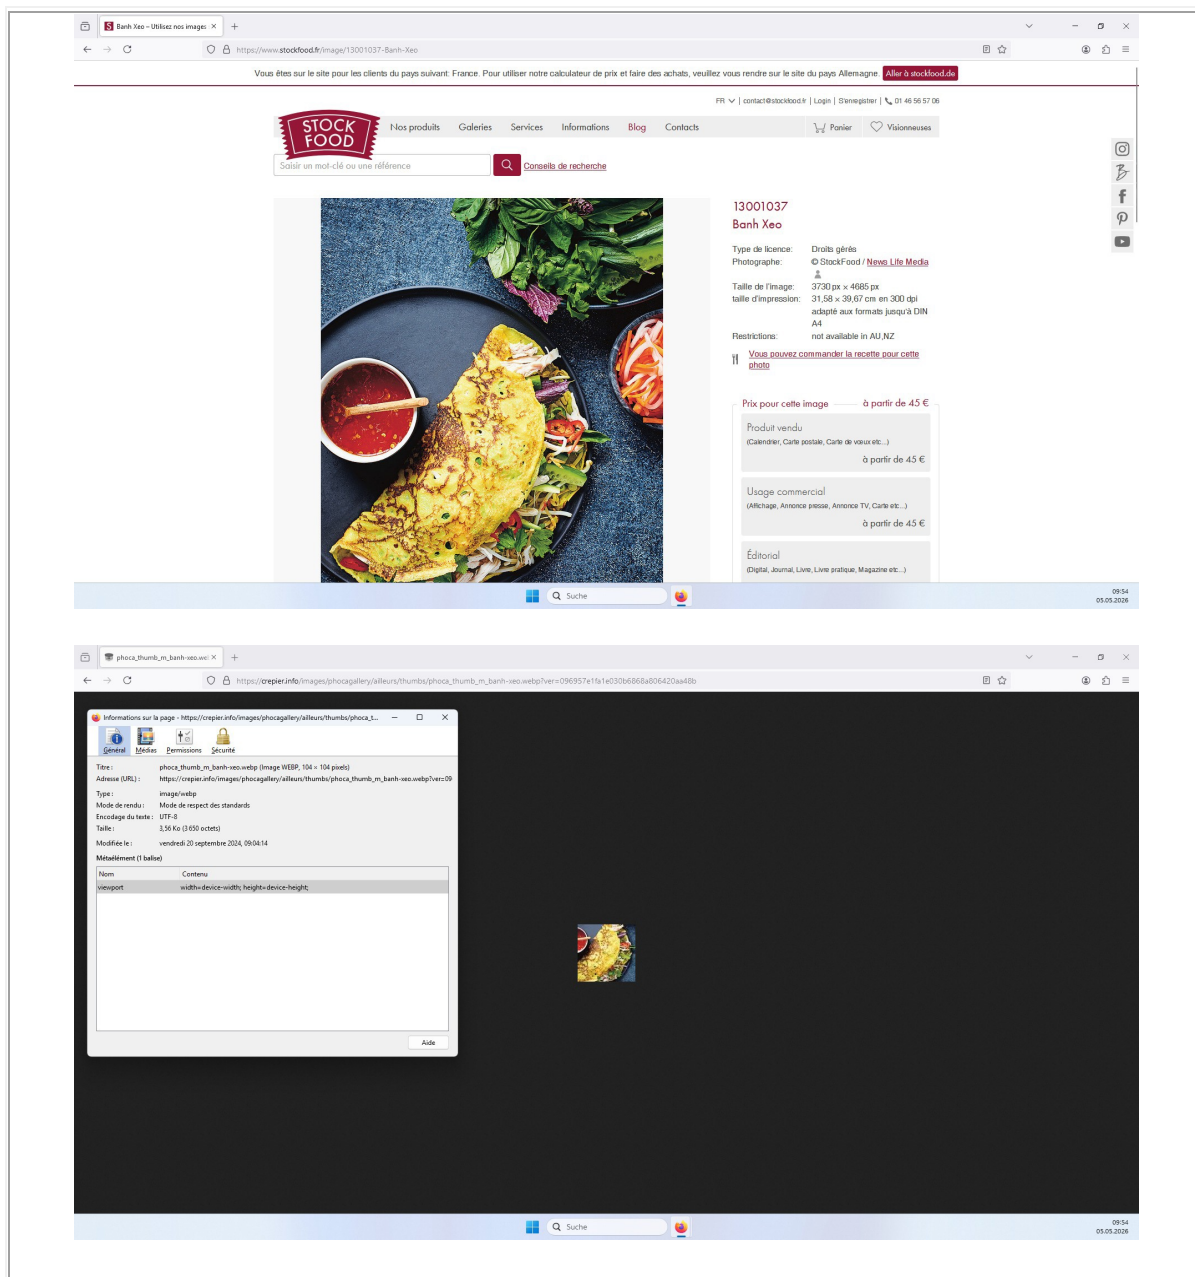 Banh Xeo – Utilisez nos images
https://www.stockfood.fr/image/13001037-Banh-Xeo
Vous êtes sur le site pour les clients du pays suivant: France. Pour utiliser notre calculateur de prix et faire des achats, veuillez vous rendre sur le site du pays Allemagne. Aller à stockfood.de
FR | contact@stockfood.fr | Login | S'enregistrer | 01 46 56 57 06
STOCK
FOOD
Nos produits Galeries Services Informations Blog Contacts Panier Visionneuses
Saisir un mot-clé ou une référence Conseils de recherche
13001037
Banh Xeo
Type de licence: Droits gérés
Photographe: © StockFood / News Life Media
Taille de l'image: 3730 px × 4685 px
taille d'impression: 31,58 × 39,67 cm en 300 dpi
adapté aux formats jusqu'à DIN
A4
Restrictions: not available in AU,NZ
Vous pouvez commander la recette pour cette
photo
Prix pour cette image à partir de 45 €
Produit vendu
(Calendrier, Carte postale, Carte de vœux etc...)
à partir de 45 €
Usage commercial
(Affichage, Annonce presse, Annonce TV, Carte etc...)
à partir de 45 €
Éditorial
(Digital, Journal, Livre, Livre pratique, Magazine etc...)
Suche
09:54
05.05.2026
phoca_thumb_m_banh-xeo.we
https://crepier.info/images/phocagallery/ailleurs/thumbs/phoca_thumb_m_banh-xeo.webp?ver=096957e1fa1e030b6868a806420aa48b
Informations sur la page - https://crepier.info/images/phocagallery/ailleurs/thumbs/phoca_t...
Général Médias Permissions Sécurité
Titre : phoca_thumb_m_banh-xeo.webp (Image WEBP, 104 × 104 pixels)
Adresse (URL) : https://crepier.info/images/phocagallery/ailleurs/thumbs/phoca_thumb_m_banh-xeo.webp?ver=09
Type : image/webp
Mode de rendu : Mode de respect des standards
Encodage du texte : UTF-8
Taille : 3,56 Ko (3 650 octets)
Modifiée le : vendredi 20 septembre 2024, 09:04:14
Métaélément (1 balise)
Nom Contenu
viewport width=device-width; height=device-height;
Aide
Suche
09:54
05.05.2026